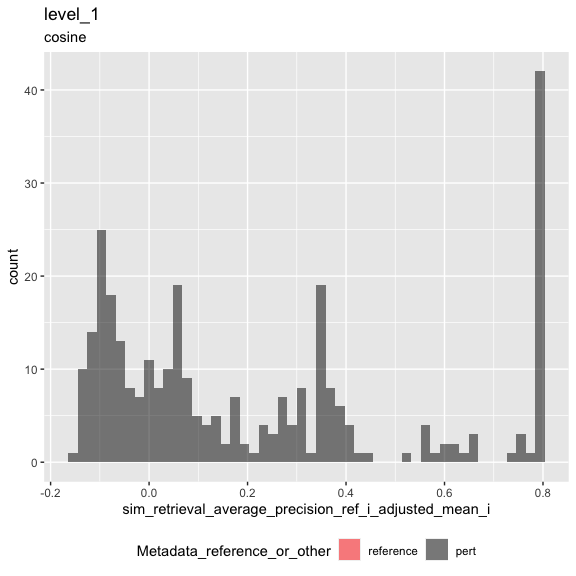 level_1
cosine
count
40
30
20
10
0
-0.2 0.0 0.2 0.4 0.6 0.8
sim_retrieval_average_precision_ref_i_adjusted_mean_i
Metadata_reference_or_other reference pert